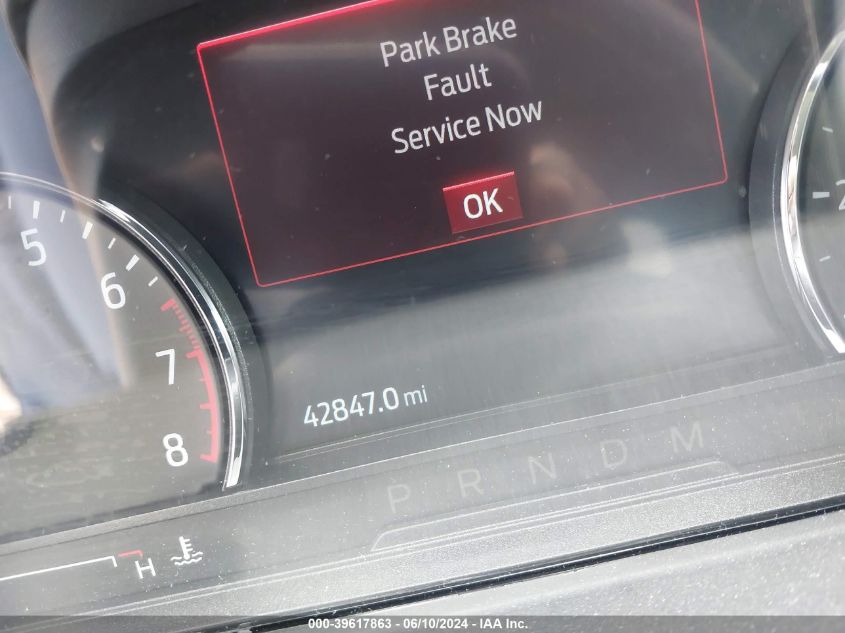 Park Brake
Fault
Service Now
OK
5
6
7
8
42847.0 mi
P R N D M
H
000-39617863 - 06/10/2024 - IAA Inc.